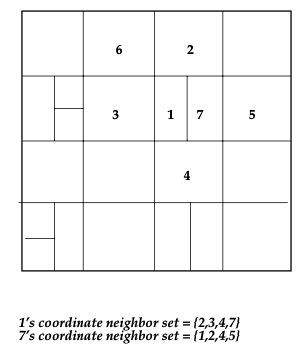 6 2
3 1 7 5
4
1's coordinate neighbor set = {2,3,4,7}
7's coordinate neighbor set = {1,2,4,5}